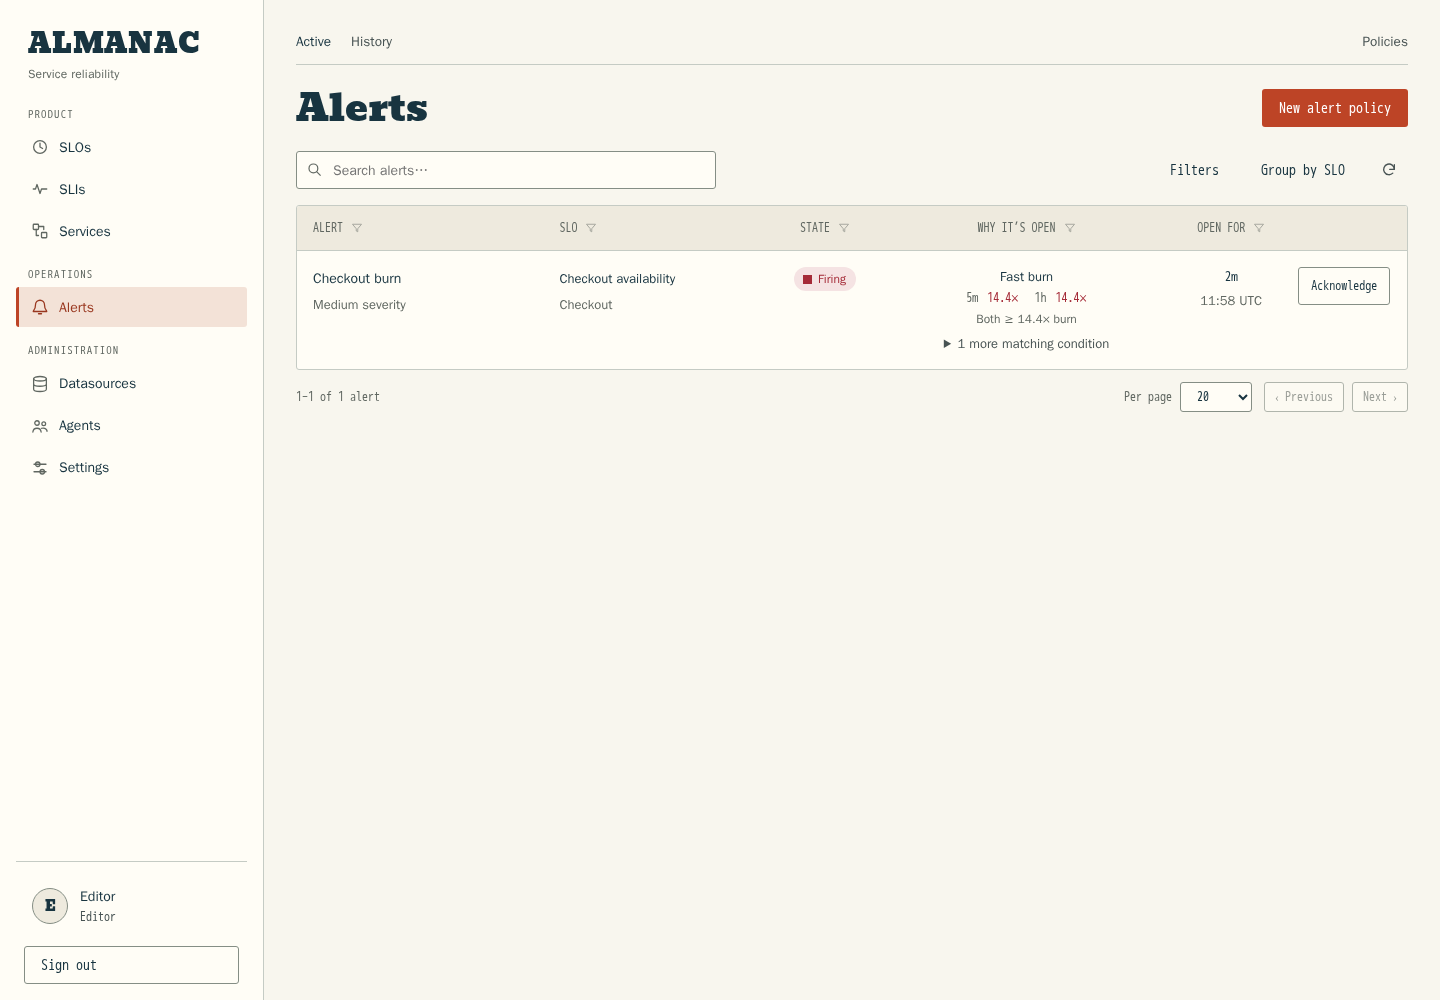 ALMANAC
Service reliability
PRODUCT
SLOs
SLIs
Services
OPERATIONS
Alerts
ADMINISTRATION
Datasources
Agents
Settings
E
Editor
Editor
Sign out
Active History Policies
Alerts New alert policy
Search alerts… Filters Group by SLO
ALERT SLO STATE WHY IT'S OPEN OPEN FOR
Checkout burn Checkout availability Firing Fast burn 2m Acknowledge
Medium severity Checkout 5m 14.4× 1h 14.4× 11:58 UTC
Both ≥ 14.4× burn
▶ 1 more matching condition
1–1 of 1 alert Per page 20 ‹ Previous Next ›